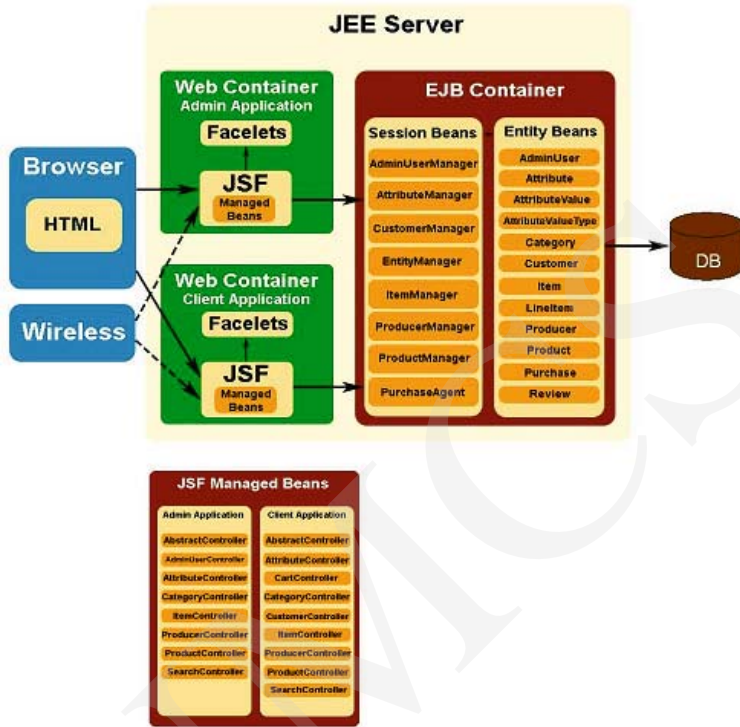 JEE Server
Web Container
Admin Application
Facelets
JSF
Managed
Beans
Browser
HTML
Wireless
Web Container
Client Application
Facelets
JSF
Managed
Beans
EJB Container
Session Beans
AdminUserManager
AttributeManager
CustomerManager
EntityManager
ItemManager
ProducerManager
ProductManager
PurchaseAgent
Entity Beans
AdminUser
Attribute
AttributeValue
AttributeValueType
Category
Customer
Item
LineItem
Producer
Product
Purchase
Review
DB
JSF Managed Beans
Admin Application
AbstractController
AdminUserController
AttributeController
CategoryController
ItemController
ProducerController
ProductController
SearchController
Client Application
AbstractController
AttributeController
CartController
CategoryController
CustomerController
ItemController
ProducerController
ProductController
SearchController